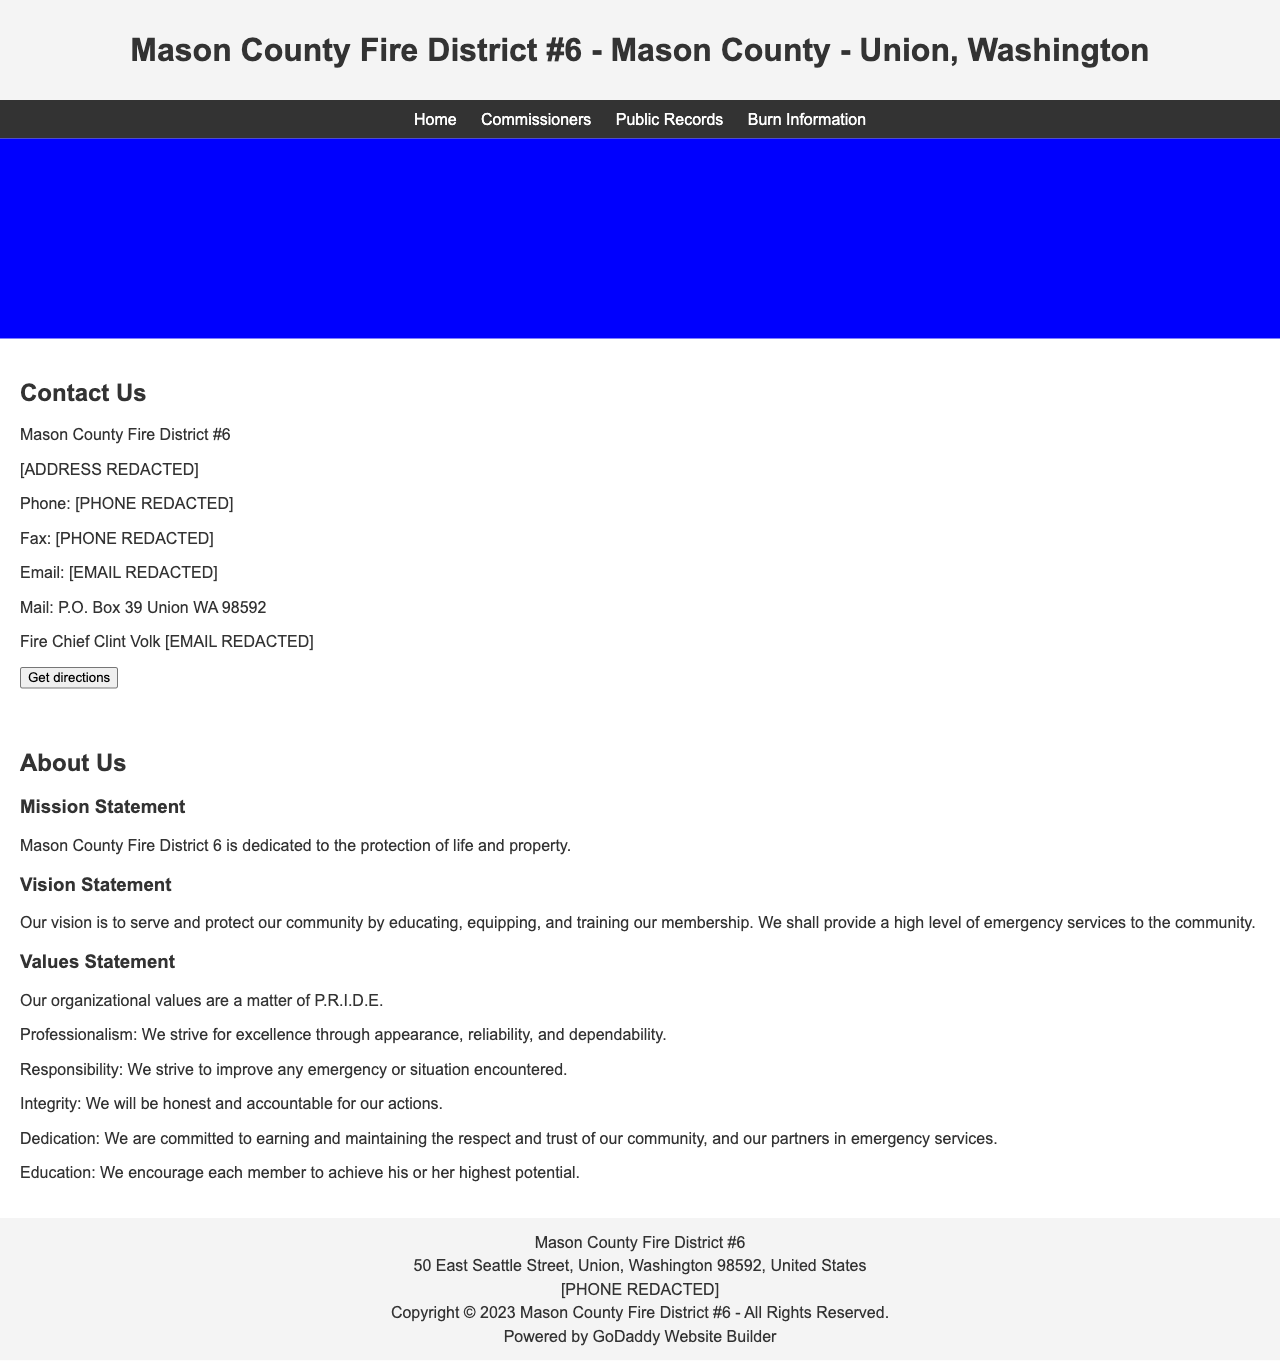 Mason County Fire District #6 - Mason County - Union, Washington
Home Commissioners Public Records Burn Information
Contact Us
Mason County Fire District #6
[ADDRESS REDACTED]
Phone: [PHONE REDACTED]
Fax: [PHONE REDACTED]
Email: [EMAIL REDACTED]
Mail: P.O. Box 39 Union WA 98592
Fire Chief Clint Volk [EMAIL REDACTED]
Get directions
About Us
Mission Statement
Mason County Fire District 6 is dedicated to the protection of life and property.
Vision Statement
Our vision is to serve and protect our community by educating, equipping, and training our membership. We shall provide a high level of emergency services to the community.
Values Statement
Our organizational values are a matter of P.R.I.D.E.
Professionalism: We strive for excellence through appearance, reliability, and dependability.
Responsibility: We strive to improve any emergency or situation encountered.
Integrity: We will be honest and accountable for our actions.
Dedication: We are committed to earning and maintaining the respect and trust of our community, and our partners in emergency services.
Education: We encourage each member to achieve his or her highest potential.
Mason County Fire District #6
50 East Seattle Street, Union, Washington 98592, United States
[PHONE REDACTED]
Copyright © 2023 Mason County Fire District #6 - All Rights Reserved.
Powered by GoDaddy Website Builder